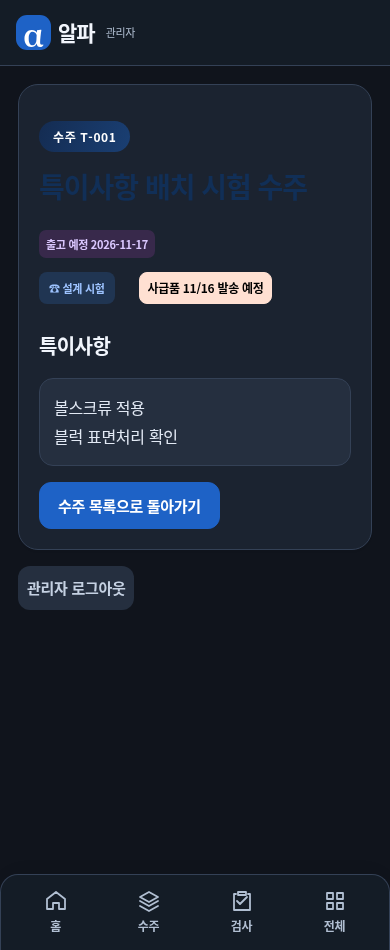 α 알파 관리자
수주 T-001
특이사항 배치 시험 수주
출고 예정 2026-11-17
☎ 설계 시험 사급품 11/16 발송 예정
특이사항
볼스크류 적용
블럭 표면처리 확인
수주 목록으로 돌아가기
관리자 로그아웃
홈 수주 검사 전체